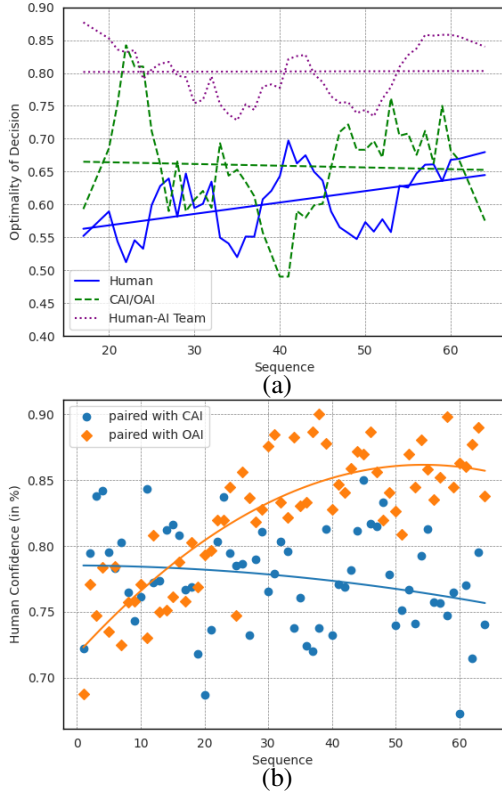 0.90
0.85
0.80
0.75
0.70
0.65
0.60
0.55
0.50
0.45
0.40
Optimality of Decision
Human
CAI/OAI
Human-AI Team
20 30 40 50 60
Sequence
(a)
0.90
0.85
0.80
0.75
0.70
Human Confidence (in %)
paired with CAI
paired with OAI
0 10 20 30 40 50 60
Sequence
(b)